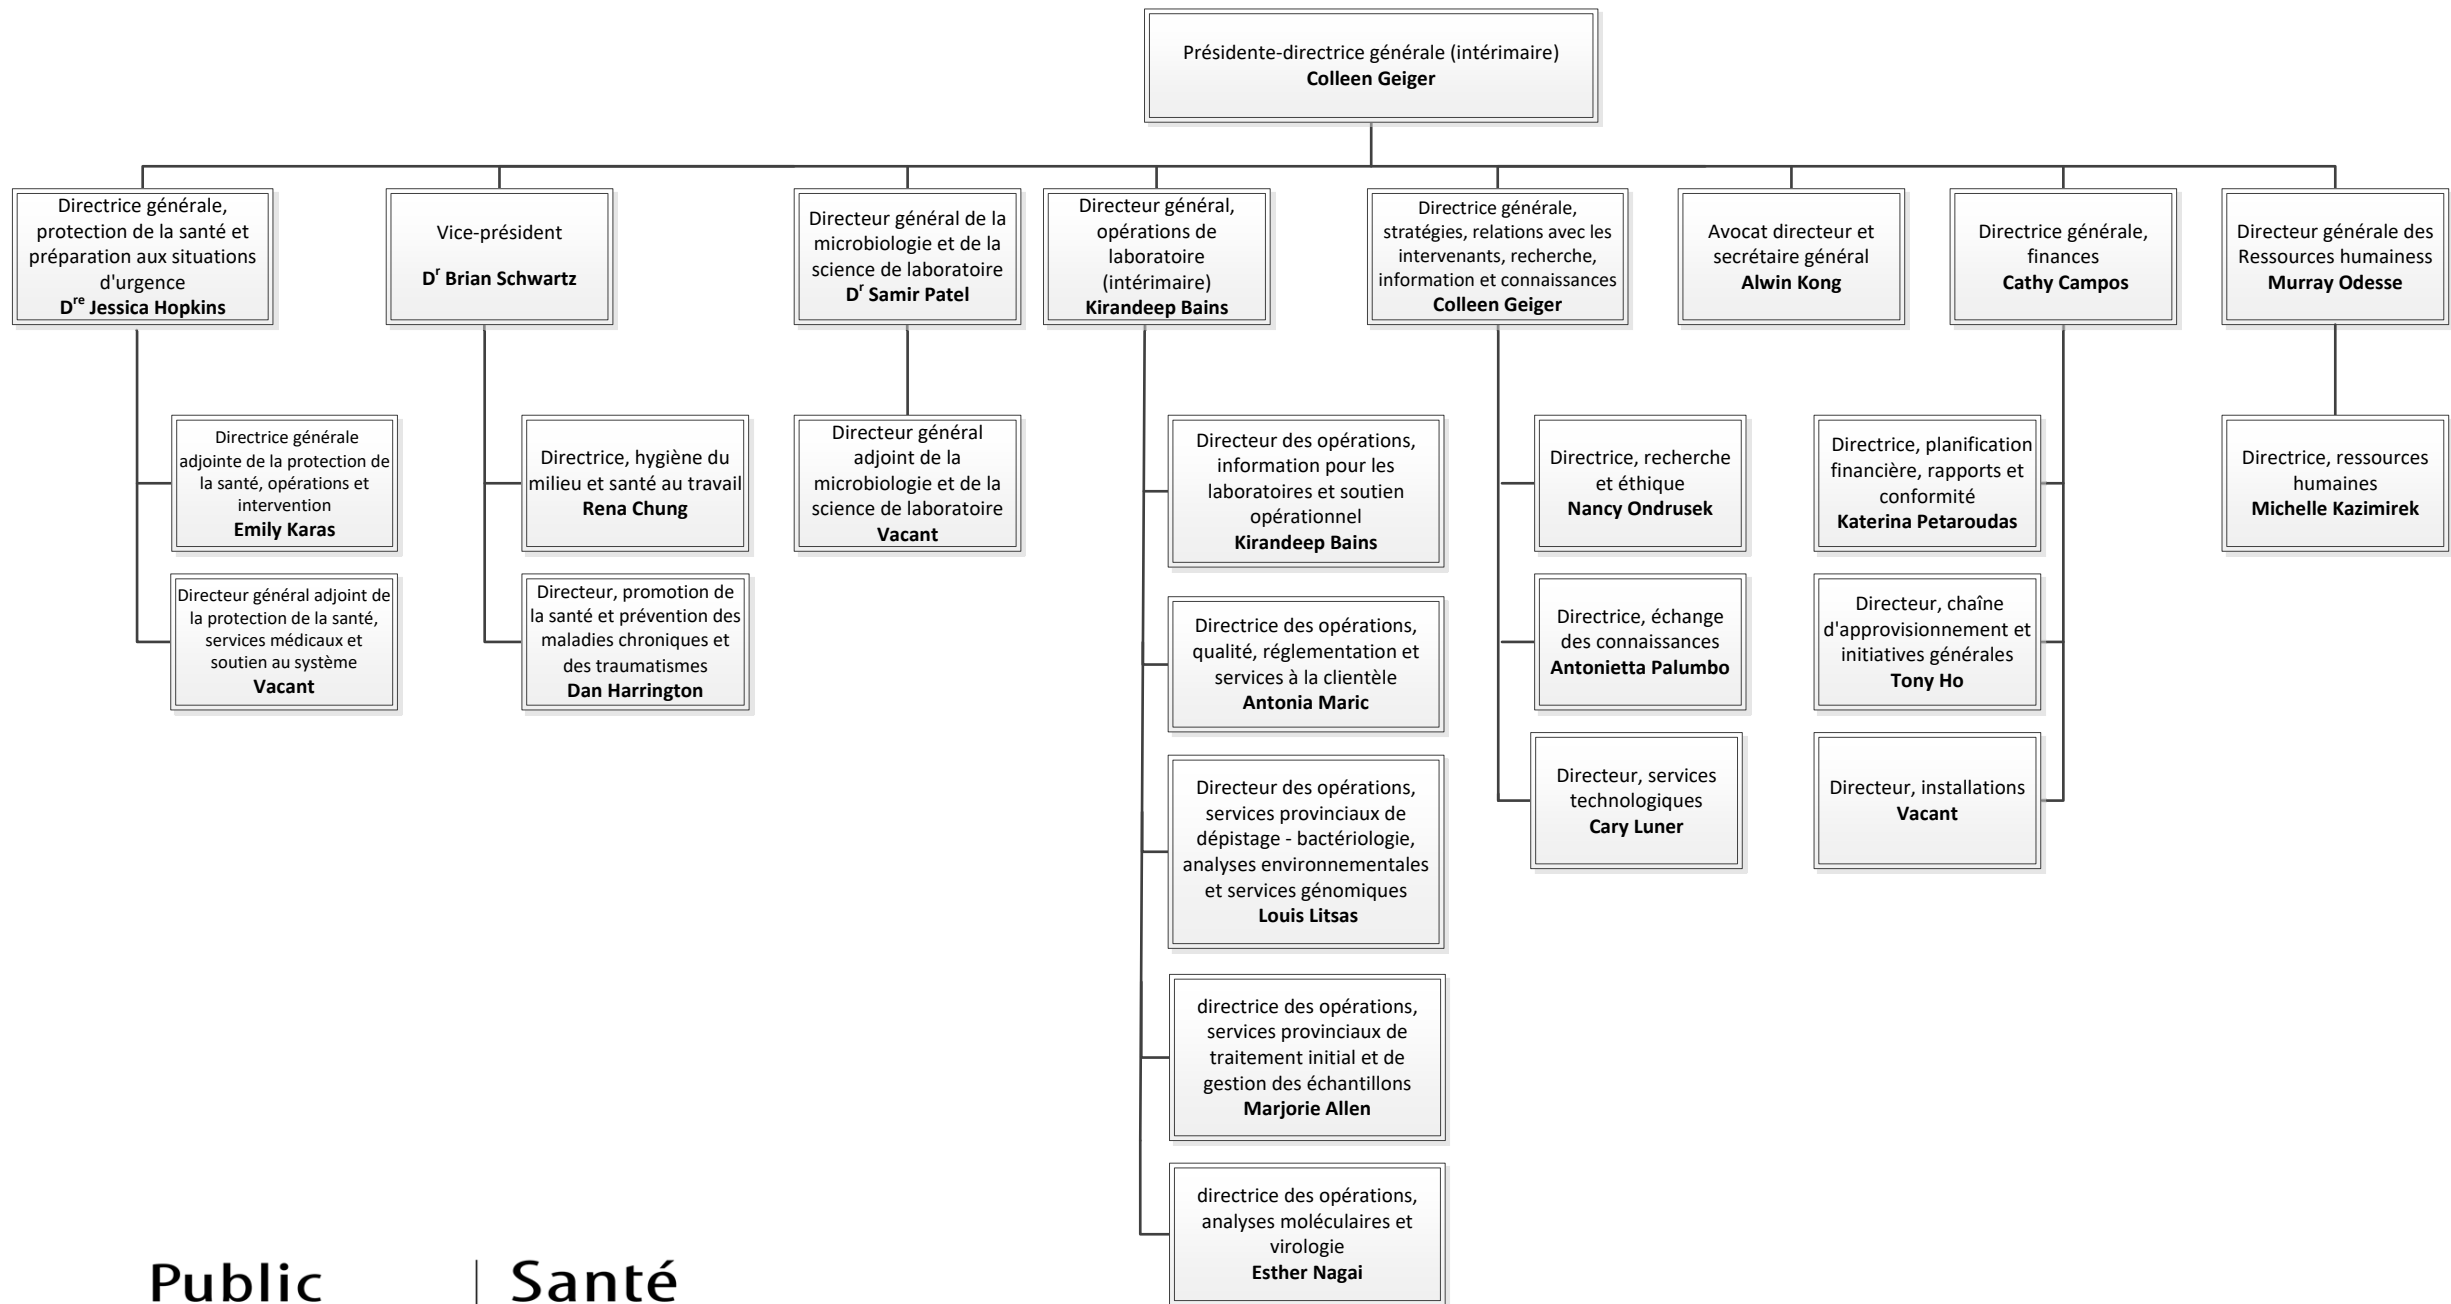 Présidente-directrice générale (intérimaire)
Colleen Geiger
Directrice générale,
protection de la santé et
préparation aux situations
d'urgence
Dre Jessica Hopkins
Vice-président
Dr Brian Schwartz
Directeur général de la
microbiologie et de la
science de laboratoire
Dr Samir Patel
Directeur général,
opérations de
laboratoire
(intérimaire)
Kirandeep Bains
Directrice générale,
stratégies, relations avec les
intervenants, recherche,
information et connaissances
Colleen Geiger
Avocat directeur et
secrétaire général
Alwin Kong
Directrice générale,
finances
Cathy Campos
Directeur générale des
Ressources humainess
Murray Odesse
Directrice générale
adjointe de la protection de
la santé, opérations et
intervention
Emily Karas
Directeur général adjoint de
la protection de la santé,
services médicaux et
soutien au système
Vacant
Directrice, hygiène du
milieu et santé au travail
Rena Chung
Directeur, promotion de
la santé et prévention des
maladies chroniques et
des traumatismes
Dan Harrington
Directeur général
adjoint de la
microbiologie et de la
science de laboratoire
Vacant
Directeur des opérations,
information pour les
laboratoires et soutien
opérationnel
Kirandeep Bains
Directrice des opérations,
qualité, réglementation et
services à la clientèle
Antonia Maric
Directeur des opérations,
services provinciaux de
dépistage - bactériologie,
analyses environnementales
et services génomiques
Louis Litsas
directrice des opérations,
services provinciaux de
traitement initial et de
gestion des échantillons
Marjorie Allen
directrice des opérations,
analyses moléculaires et
virologie
Esther Nagai
Directrice, recherche
et éthique
Nancy Ondrusek
Directrice, échange
des connaissances
Antonietta Palumbo
Directeur, services
technologiques
Cary Luner
Directrice, planification
financière, rapports et
conformité
Katerina Petaroudas
Directeur, chaîne
d'approvisionnement et
initiatives générales
Tony Ho
Directeur, installations
Vacant
Directrice, ressources
humaines
Michelle Kazimirek
Public
Santé